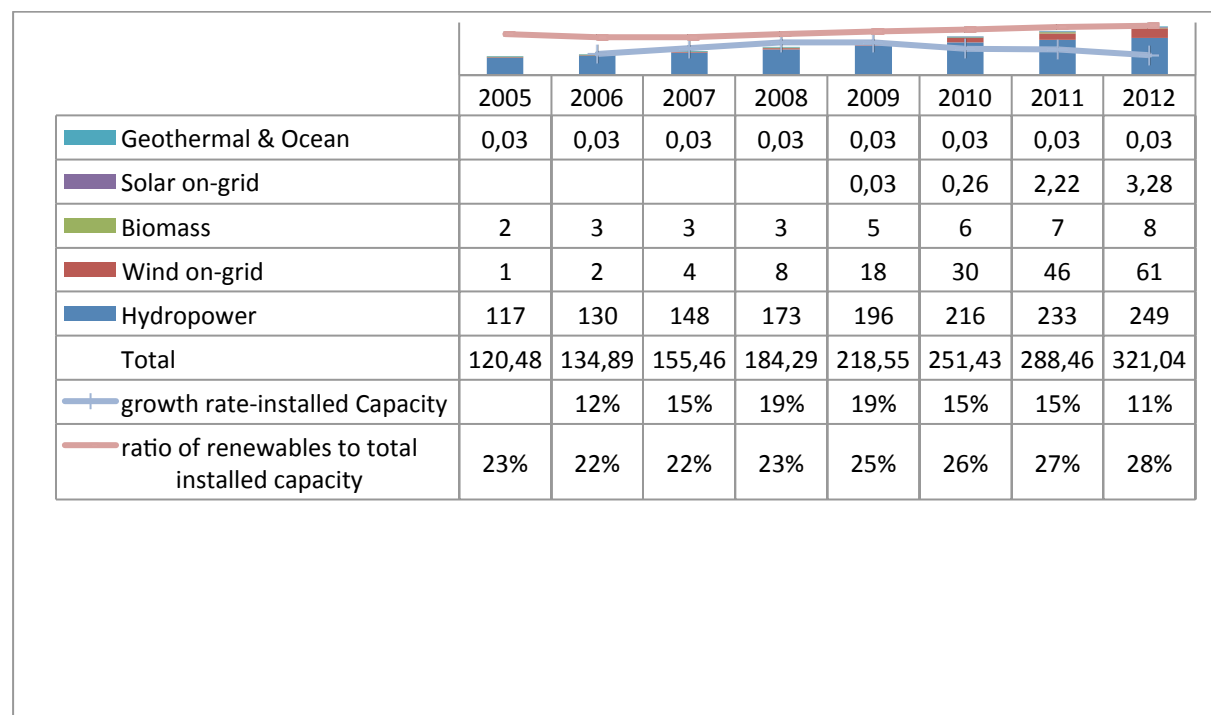 2005 2006 2007 2008 2009 2010 2011 2012
Geothermal & Ocean 0,03 0,03 0,03 0,03 0,03 0,03 0,03 0,03
Solar on-grid 0,03 0,26 2,22 3,28
Biomass 2 3 3 3 5 6 7 8
Wind on-grid 1 2 4 8 18 30 46 61
Hydropower 117 130 148 173 196 216 233 249
Total 120,48 134,89 155,46 184,29 218,55 251,43 288,46 321,04
growth rate-installed Capacity 12% 15% 19% 19% 15% 15% 11%
ratio of renewables to total
installed capacity 23% 22% 22% 23% 25% 26% 27% 28%